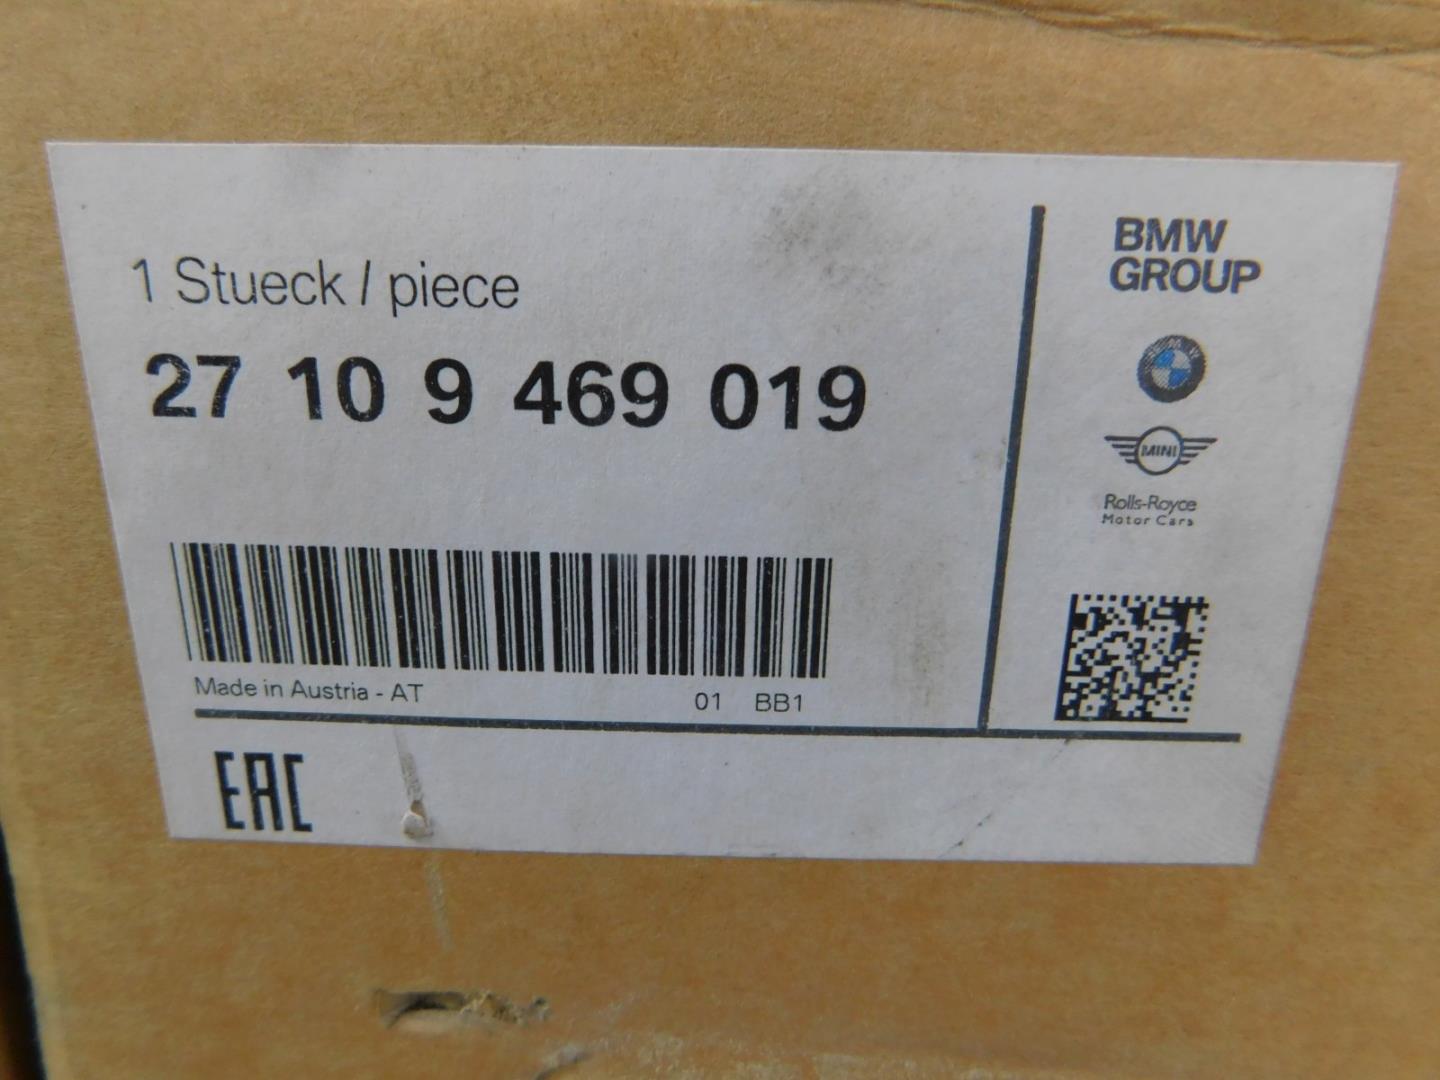 1 Stueck / piece
27 10 9 469 019
Made in Austria - AT
01 BB1
EAC
BMW
GROUP
BMW
MINI
Rolls-Royce
Motor Cars